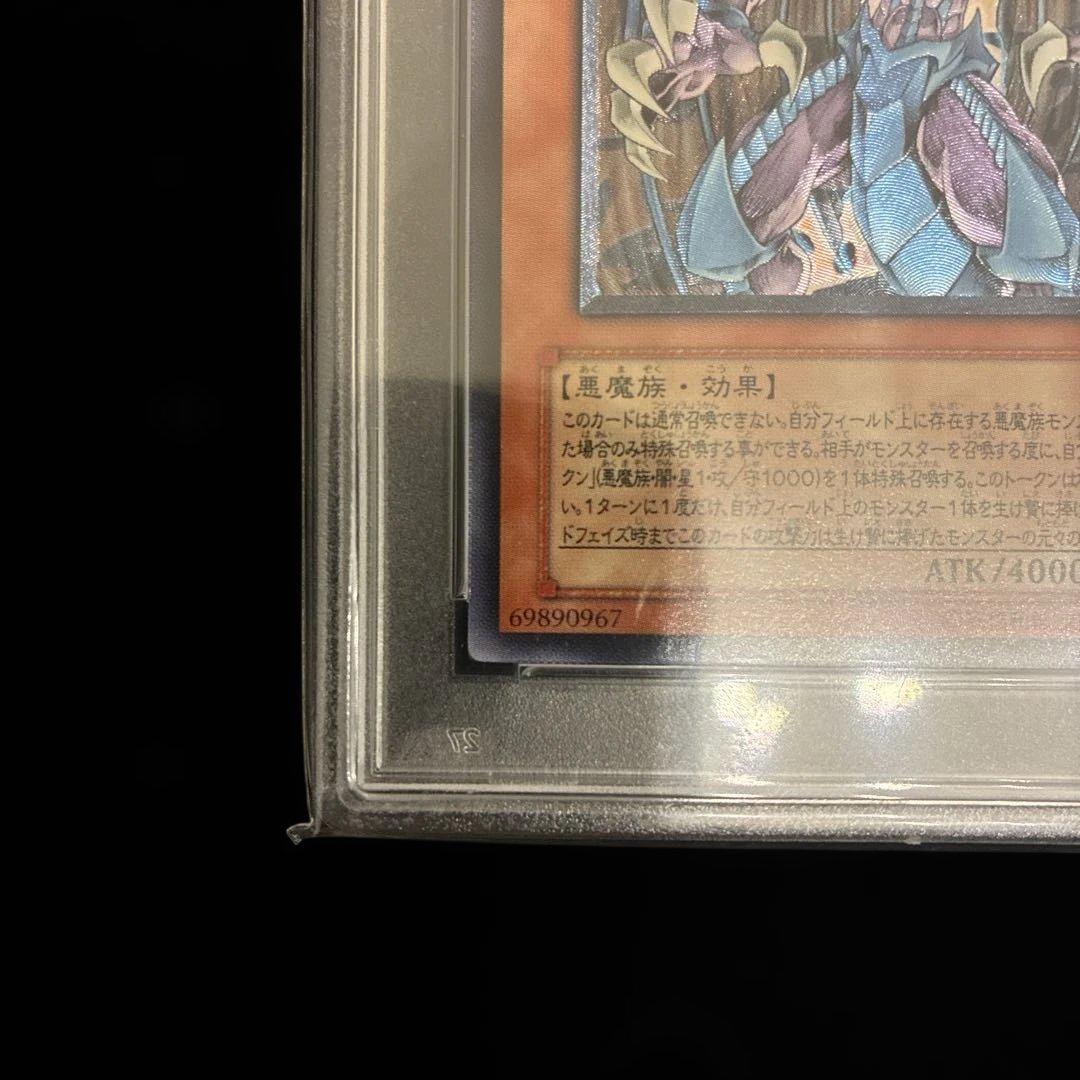 【悪魔族・効果】
このカードは通常召喚できない。自分フィールド上に存在する悪魔族モン
た場合のみ特殊召喚する事ができる。相手がモンスターを召喚する度に、自
クン」(悪魔族・闇・星1・攻/守1000)を1体特殊召喚する。このトークンは
い。1ターンに1度だけ、自分フィールド上のモンスター1体を生け贄に捧げ
ドフェイズ時までこのカードの攻撃力は生け贄に捧げたモンスターの元々の
ATK/4000
69890967
27